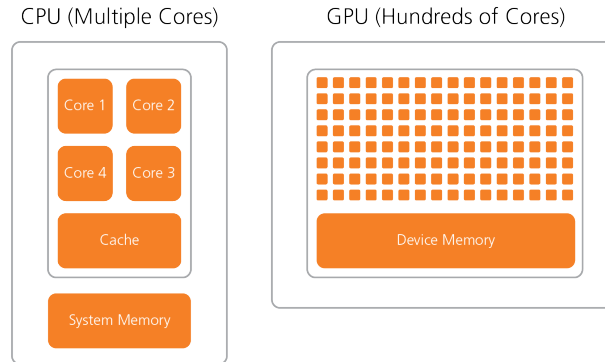 CPU (Multiple Cores)
GPU (Hundreds of Cores)
Core 1
Core 2
Core 4
Core 3
Cache
System Memory
Device Memory